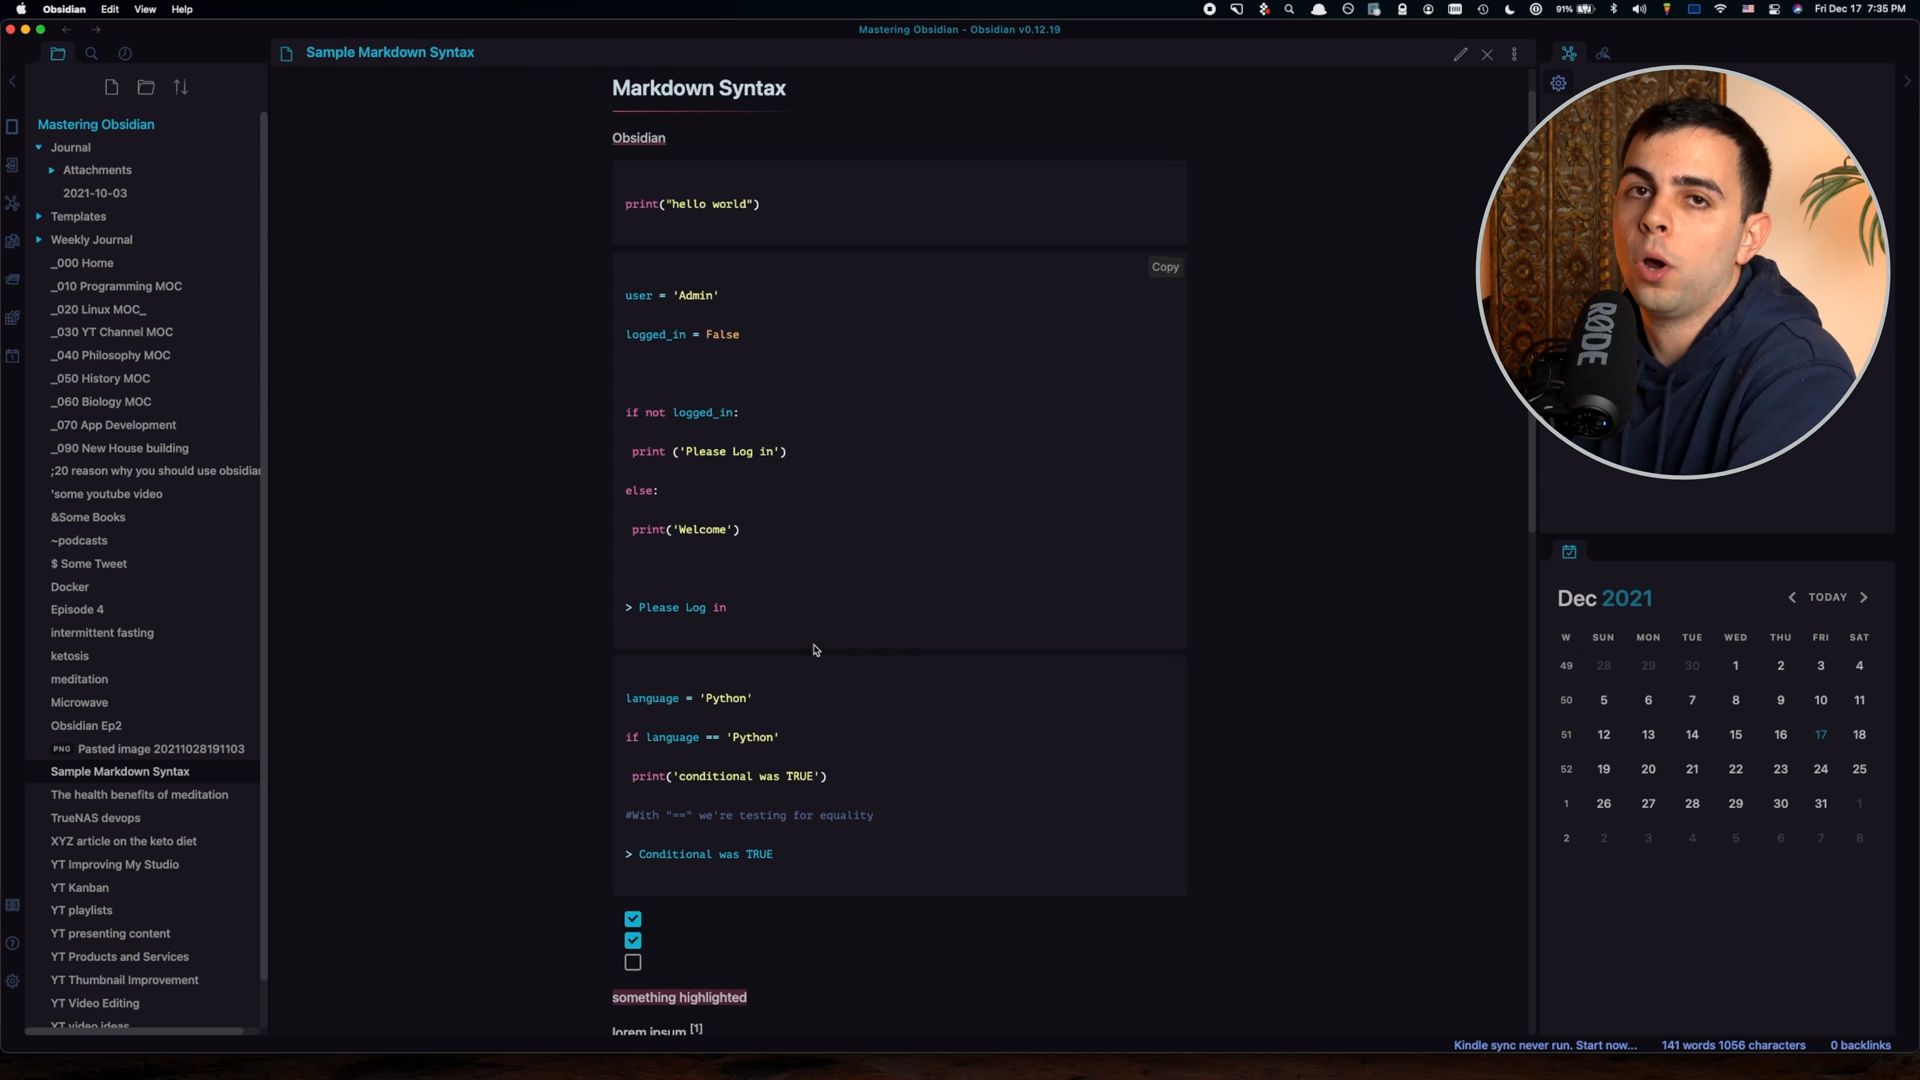 Obsidian Edit View Help
91% Fri Dec 17 7:35 PM
Mastering Obsidian - Obsidian v0.12.19
Sample Markdown Syntax
Mastering Obsidian
Journal
Attachments
2021-10-03
Templates
Weekly Journal
_000 Home
_010 Programming MOC
_020 Linux MOC_
_030 YT Channel MOC
_040 Philosophy MOC
_050 History MOC
_060 Biology MOC
_070 App Development
_090 New House building
;20 reason why you should use obsidian
'some youtube video
&Some Books
~podcasts
$ Some Tweet
Docker
Episode 4
intermittent fasting
ketosis
meditation
Microwave
Obsidian Ep2
PNG Pasted image 20211028191103
Sample Markdown Syntax
The health benefits of meditation
TrueNAS devops
XYZ article on the keto diet
YT Improving My Studio
YT Kanban
YT playlists
YT presenting content
YT Products and Services
YT Thumbnail Improvement
YT Video Editing
YT video ideas
Markdown Syntax
Obsidian
print("hello world")
Copy
user = 'Admin'
logged_in = False
if not logged_in:
print ('Please Log in')
else:
print('Welcome')
> Please Log in
language = 'Python'
if language == 'Python'
print('conditional was TRUE')
#With "==" we're testing for equality
> Conditional was TRUE
something highlighted
lorem ipsum [1]
RØDE
Dec 2021
TODAY
W SUN MON TUE WED THU FRI SAT
49 28 29 30 1 2 3 4
50 5 6 7 8 9 10 11
51 12 13 14 15 16 17 18
52 19 20 21 22 23 24 25
1 26 27 28 29 30 31 1
2 2 3 4 5 6 7 8
Kindle sync never run. Start now... 141 words 1056 characters 0 backlinks